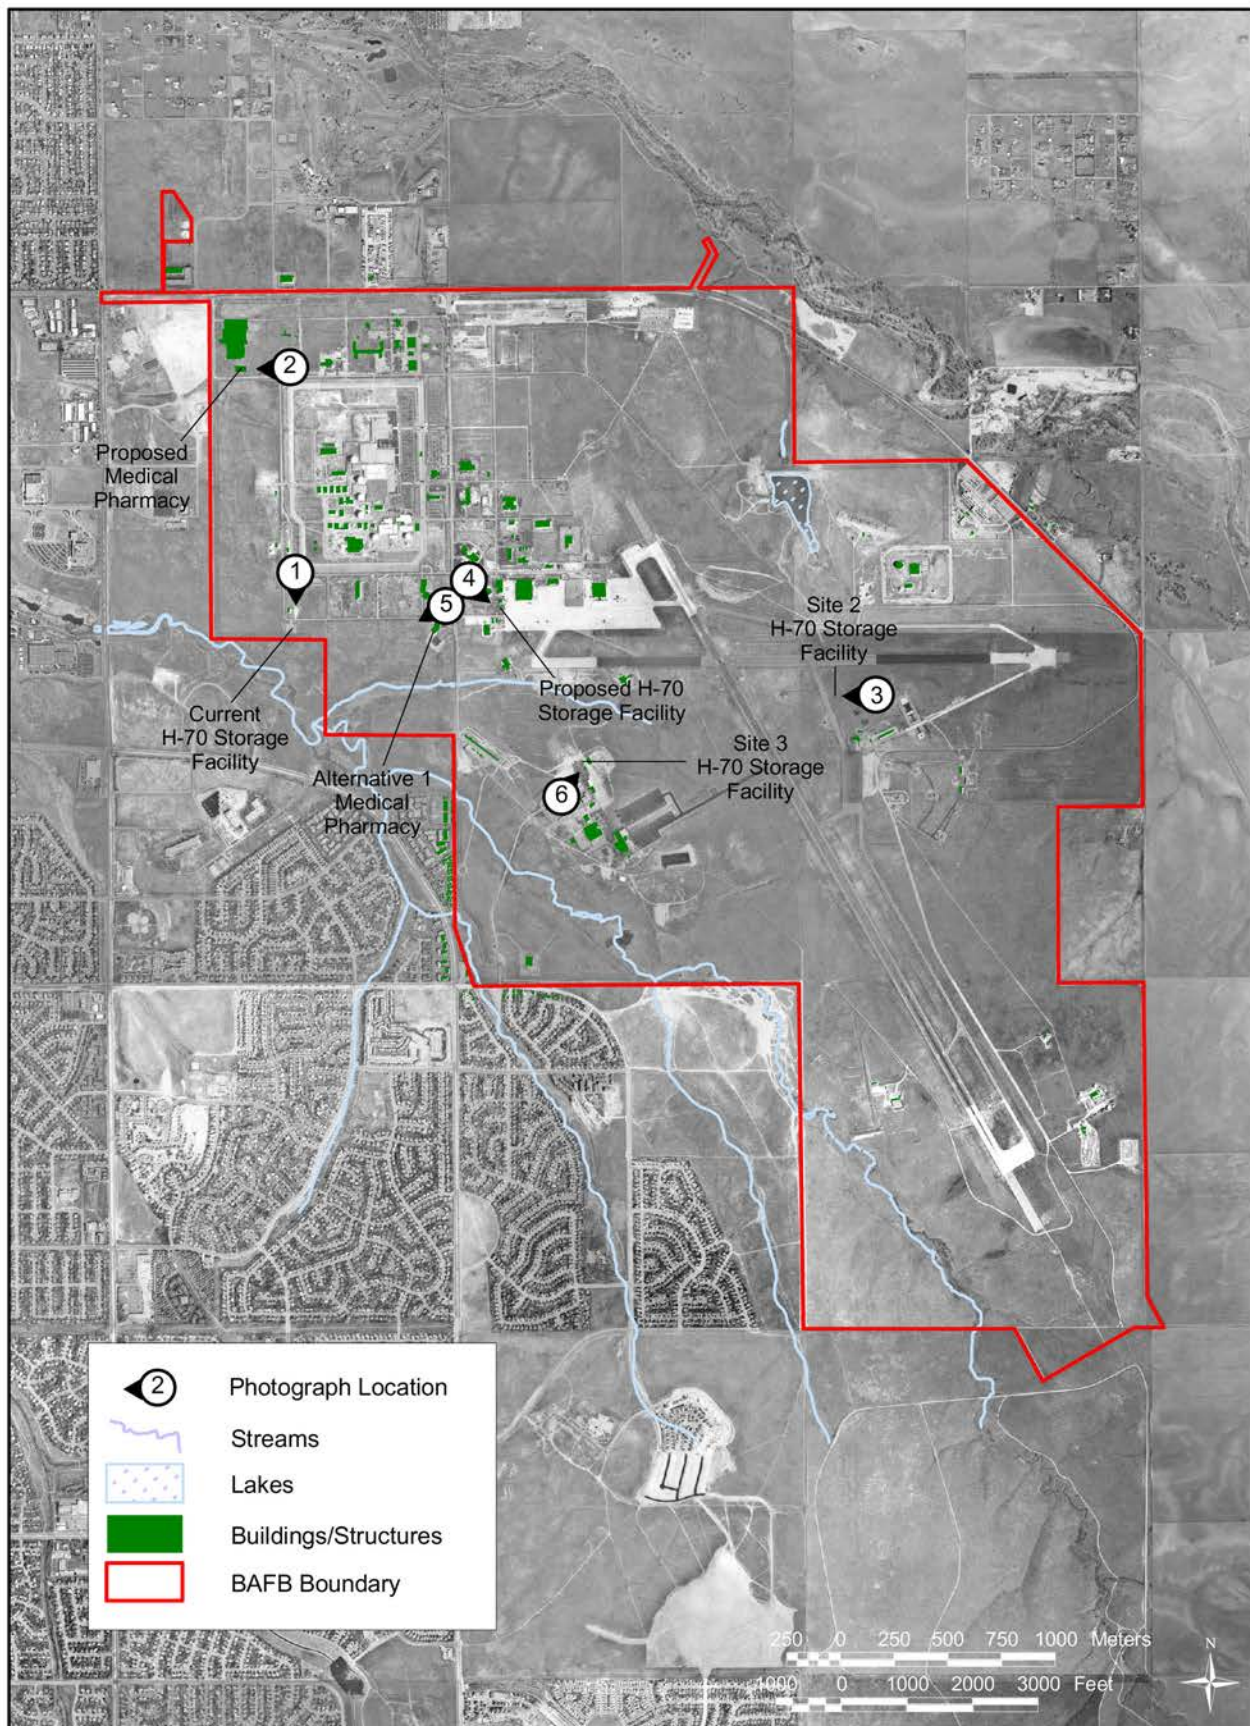 2
Proposed
Medical
Pharmacy
1
4
5
Site 2
H-70 Storage
Facility
3
Proposed H-70
Storage Facility
Current
H-70 Storage
Facility
Site 3
H-70 Storage
Facility
Alternative 1
Medical
Pharmacy
6
2 Photograph Location
Streams
Lakes
Buildings/Structures
BAFB Boundary
250 0 250 500 750 1000 Meters
1000 0 1000 2000 3000 Feet
N